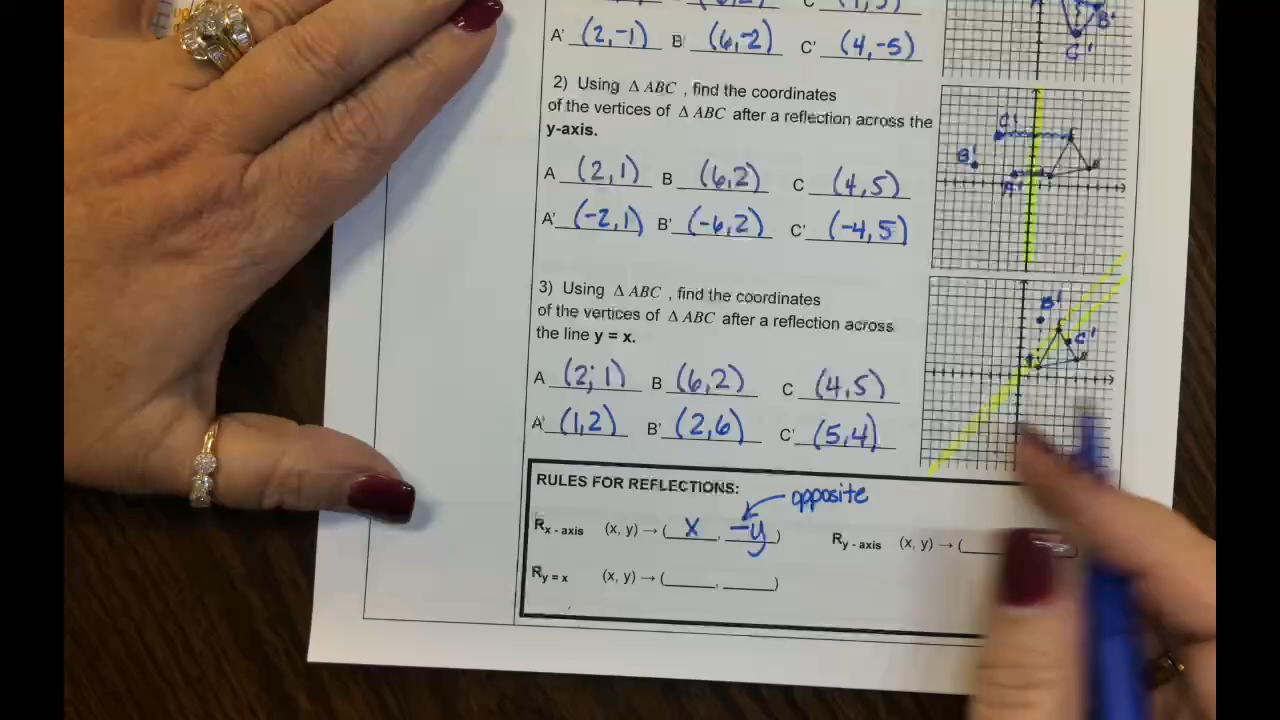 A' (2,-1) B' (6,-2) C' (4,-5)
2) Using Δ ABC , find the coordinates
of the vertices of Δ ABC after a reflection across the
y-axis.
A (2,1) B (6,2) C (4,5)
A' (-2,1) B' (-6,2) C' (-4,5)
3) Using Δ ABC , find the coordinates
of the vertices of Δ ABC after a reflection across
the line y = x.
A (2,1) B (6,2) C (4,5)
A' (1,2) B' (2,6) C' (5,4)
RULES FOR REFLECTIONS:
opposite
Rx - axis (x, y) → ( x , -y )
Ry - axis (x, y) → (
Ry = x (x, y) → ( , )
B'
C'
C'
B'
A'
B'
C'